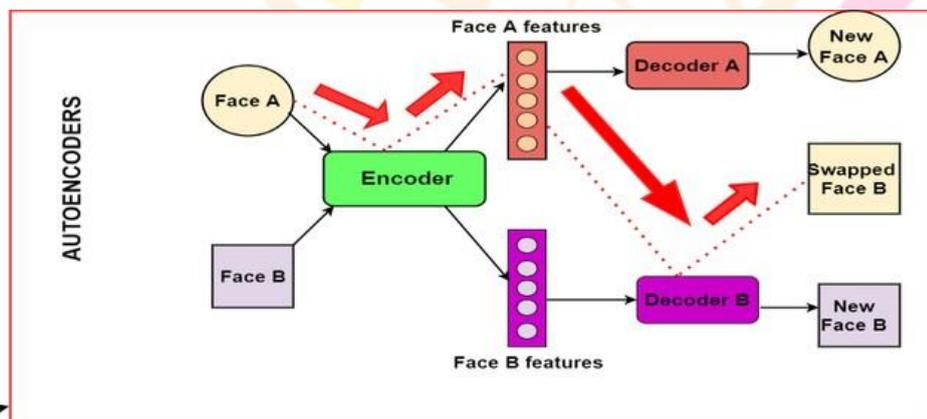 AUTOENCODERS
Face A features
New
Face A
Decoder A
Face A
Encoder
Swapped
Face B
Face B
Decoder B
New
Face B
Face B features